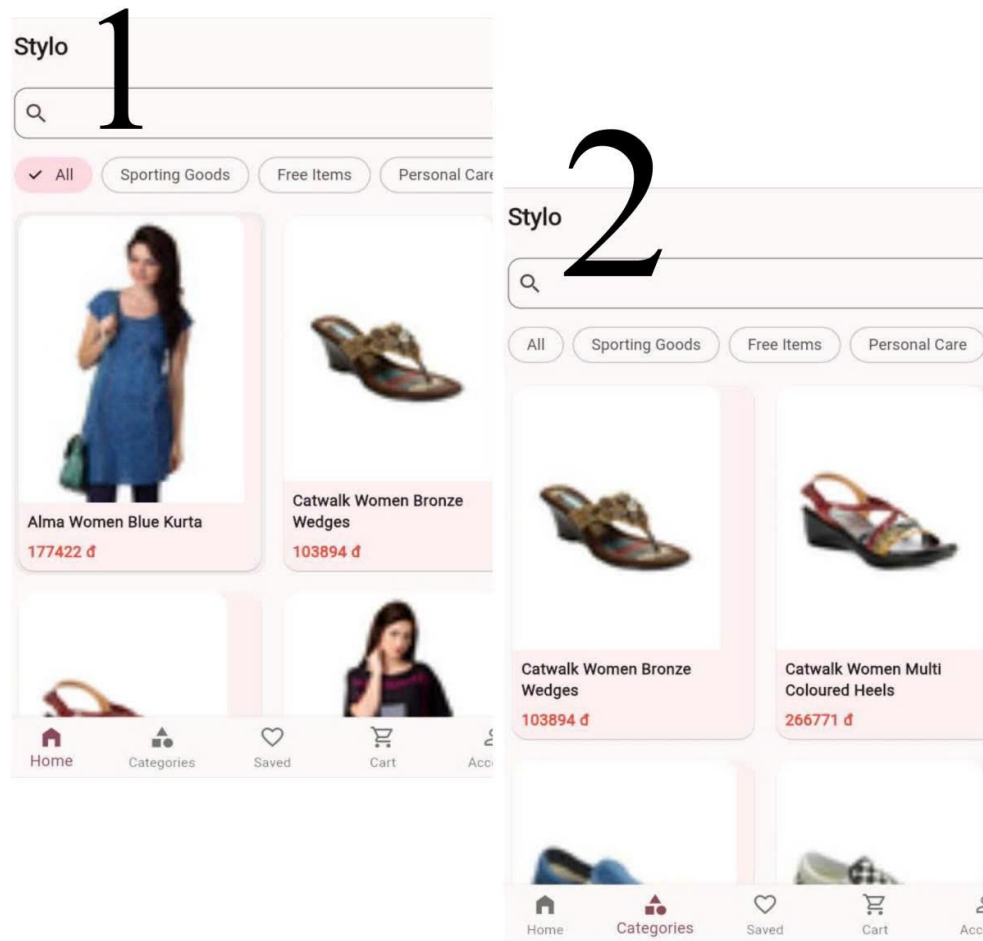 1
Stylo
All
Sporting Goods
Free Items
Personal Care
Alma Women Blue Kurta
177422 đ
Catwalk Women Bronze
Wedges
103894 đ
Home
Categories
Saved
Cart
Acc
2
Stylo
All
Sporting Goods
Free Items
Personal Care
Catwalk Women Bronze
Wedges
103894 đ
Catwalk Women Multi
Coloured Heels
266771 đ
Home
Categories
Saved
Cart
Acc